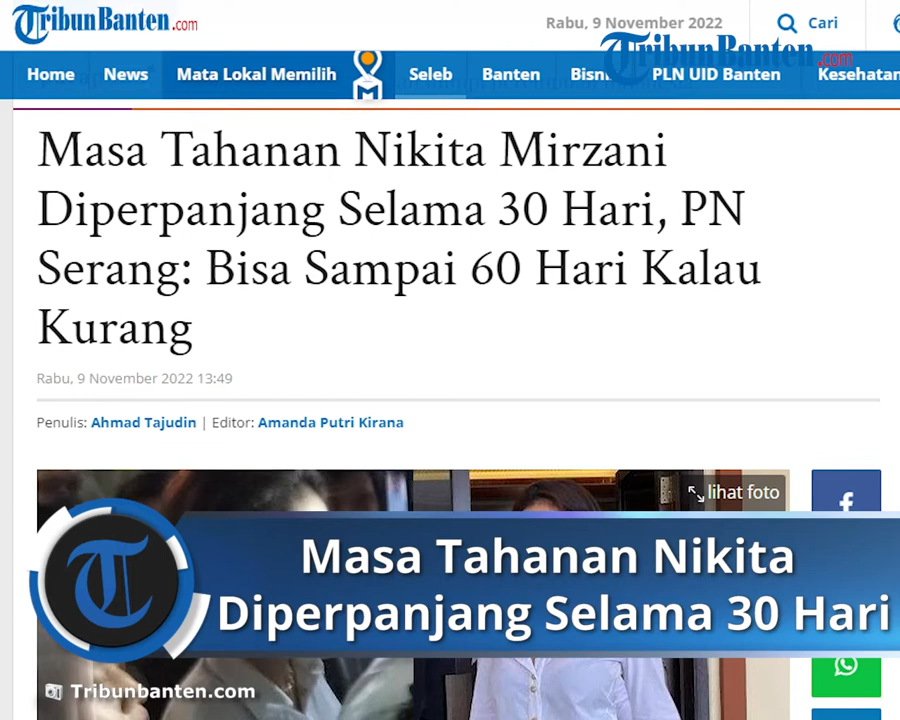 TribunBanten.com
Rabu, 9 November 2022
Cari
TribunBanten.com
Home News Mata Lokal Memilih M Seleb Banten Bisn PLN UID Banten Kesehatan
Masa Tahanan Nikita Mirzani
Diperpanjang Selama 30 Hari, PN
Serang: Bisa Sampai 60 Hari Kalau
Kurang
Rabu, 9 November 2022 13:49
Penulis: Ahmad Tajudin | Editor: Amanda Putri Kirana
lihat foto
f
T
Masa Tahanan Nikita
Diperpanjang Selama 30 Hari
Tribunbanten.com